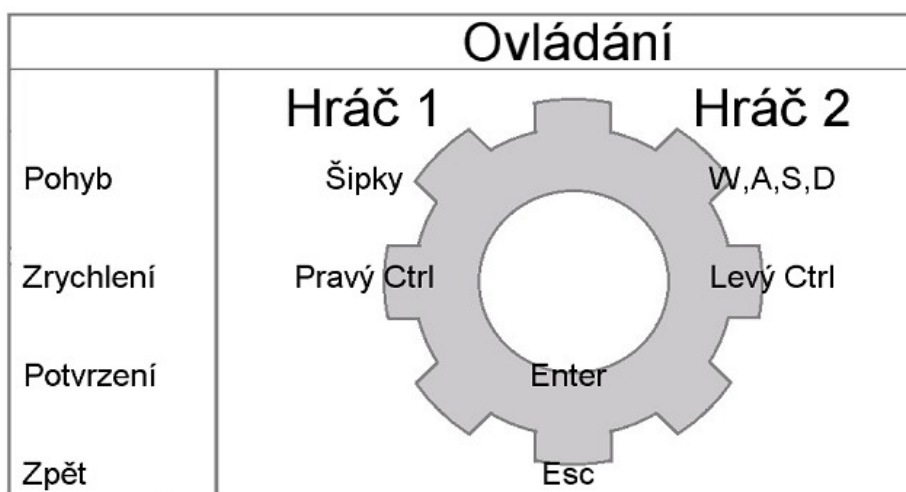 Ovládání
Hráč 1 Hráč 2
Pohyb Šipky W,A,S,D
Zrychlení Pravý Ctrl Levý Ctrl
Potvrzení Enter
Zpět Esc